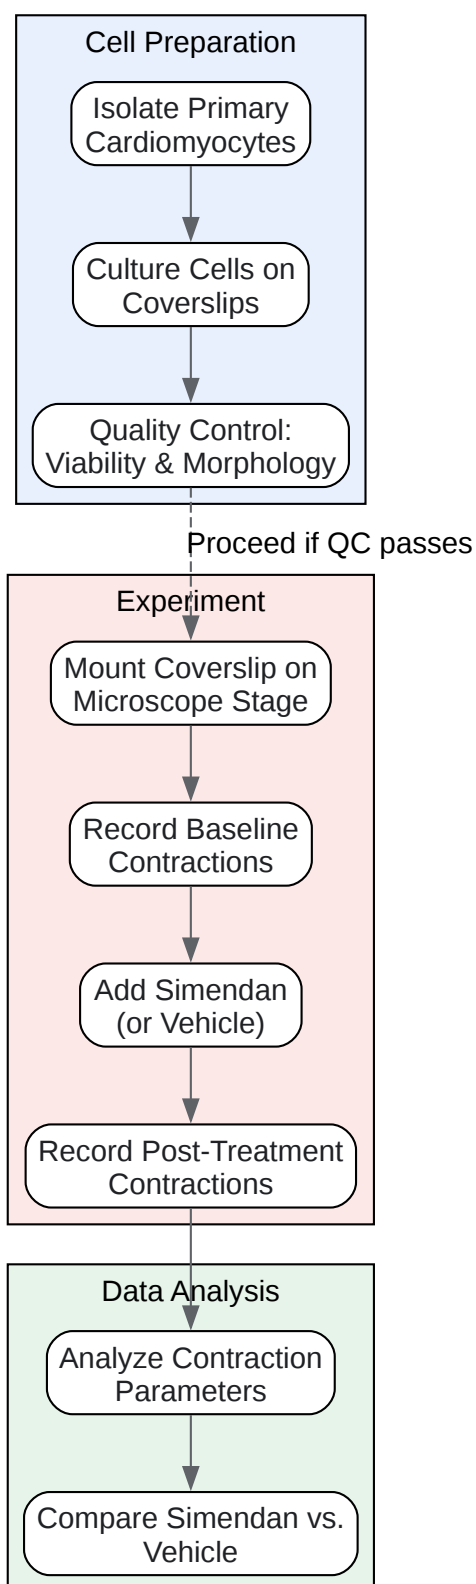 Cell Preparation
Isolate Primary
Cardiomyocytes
Culture Cells on
Coverslips
Quality Control:
Viability & Morphology
Proceed if QC passes
Experiment
Mount Coverslip on
Microscope Stage
Record Baseline
Contractions
Add Simendan
(or Vehicle)
Record Post-Treatment
Contractions
Data Analysis
Analyze Contraction
Parameters
Compare Simendan vs.
Vehicle